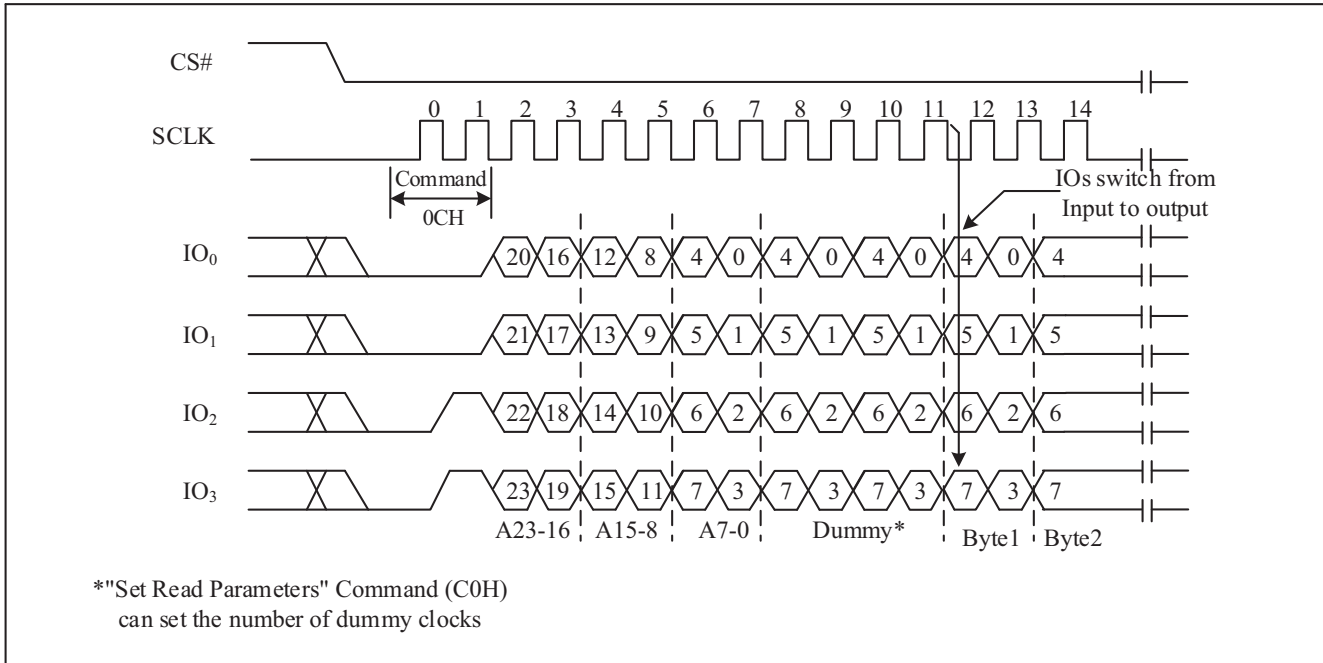 CS#
0 1 2 3 4 5 6 7 8 9 10 11 12 13 14
SCLK
Command
0CH
IOs switch from
Input to output
IO0 20 16 12 8 4 0 4 0 4 0 4 0 4
IO1 21 17 13 9 5 1 5 1 5 1 5 1 5
IO2 22 18 14 10 6 2 6 2 6 2 6 2 6
IO3 23 19 15 11 7 3 7 3 7 3 7 3 7
A23-16 A15-8 A7-0 Dummy* Byte1 Byte2
*"Set Read Parameters" Command (C0H)
can set the number of dummy clocks